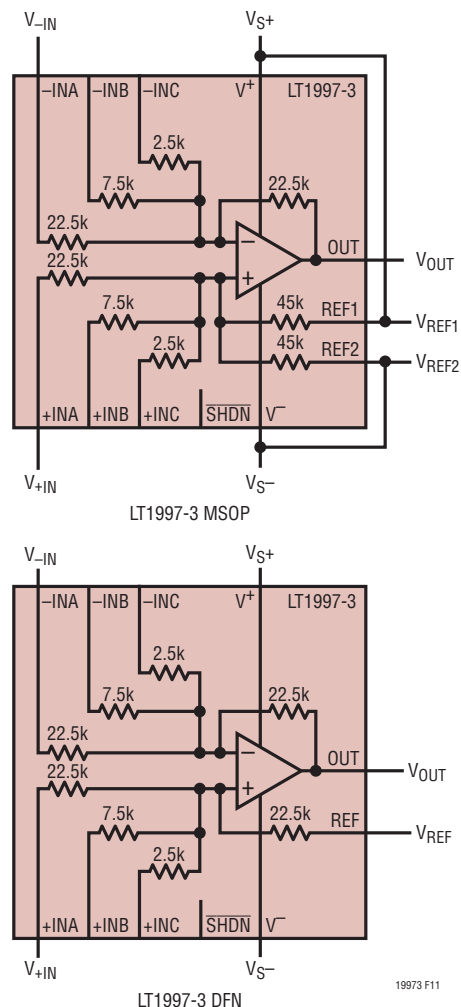 V–IN VS+
–INA –INB –INC V+ LT1997-3
2.5k
7.5k 22.5k
22.5k – OUT VOUT
22.5k +
7.5k 45k REF1 VREF1
2.5k 45k REF2 VREF2
+INA +INB +INC SHDN V–
V+IN VS–
LT1997-3 MSOP
V–IN VS+
–INA –INB –INC V+ LT1997-3
2.5k
7.5k 22.5k
22.5k – OUT VOUT
22.5k +
7.5k 22.5k REF VREF
2.5k
+INA +INB +INC SHDN V–
V+IN VS–
19973 F11
LT1997-3 DFN